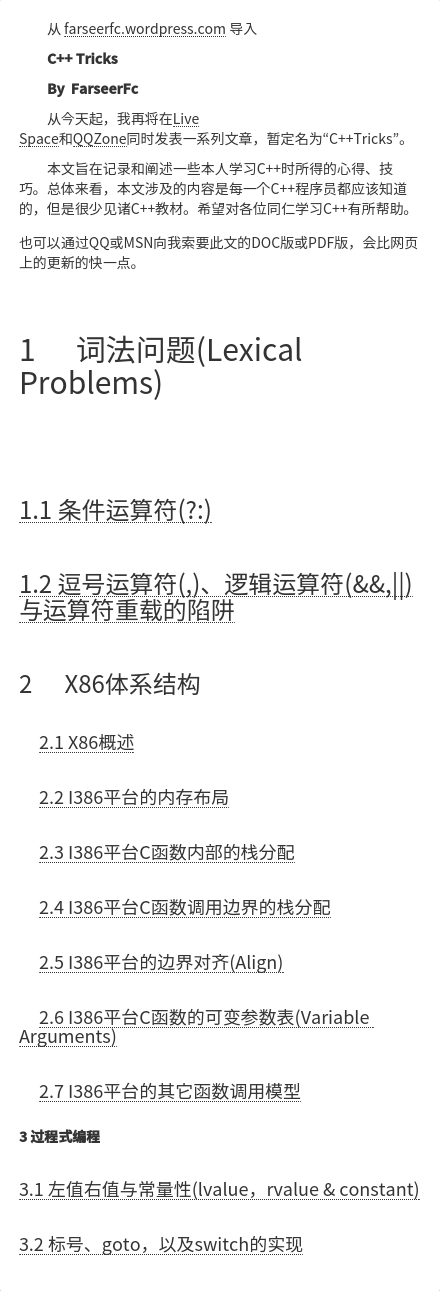 从 farseerfc.wordpress.com 导入
C++ Tricks
By FarseerFc
从今天起，我再将在Live
Space和QQZone同时发表一系列文章，暂定名为“C++Tricks”。
本文旨在记录和阐述一些本人学习C++时所得的心得、技
巧。总体来看，本文涉及的内容是每一个C++程序员都应该知道
的，但是很少见诸C++教材。希望对各位同仁学习C++有所帮助。
也可以通过QQ或MSN向我索要此文的DOC版或PDF版，会比网页
上的更新的快一点。
1 词法问题(Lexical
Problems)
1.1 条件运算符(?:)
1.2 逗号运算符(,)、逻辑运算符(&&,||)
与运算符重载的陷阱
2 X86体系结构
2.1 X86概述
2.2 I386平台的内存布局
2.3 I386平台C函数内部的栈分配
2.4 I386平台C函数调用边界的栈分配
2.5 I386平台的边界对齐(Align)
2.6 I386平台C函数的可变参数表(Variable
Arguments)
2.7 I386平台的其它函数调用模型
3 过程式编程
3.1 左值右值与常量性(lvalue，rvalue & constant)
3.2 标号、goto，以及switch的实现